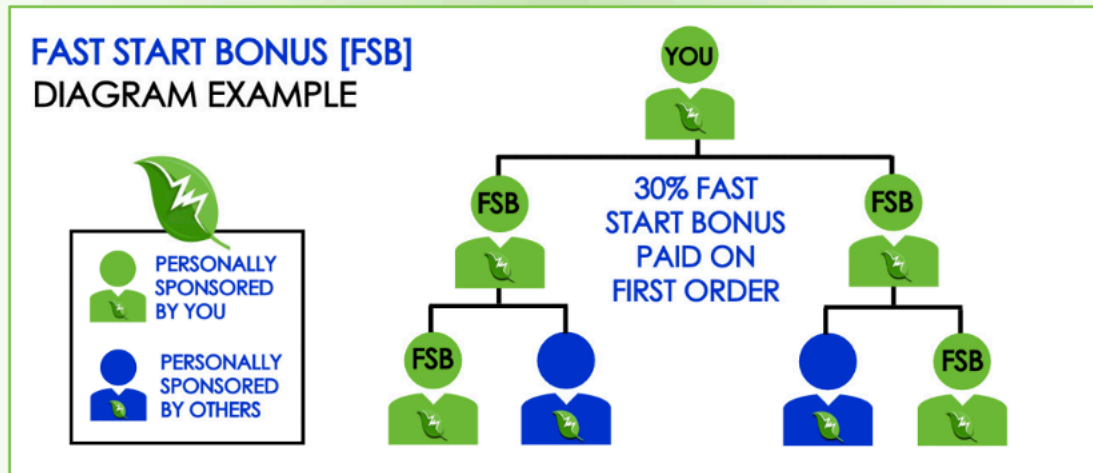 FAST START BONUS [FSB]
DIAGRAM EXAMPLE
YOU
FSB
30% FAST
START BONUS
PAID ON
FIRST ORDER
FSB
PERSONALLY
SPONSORED
BY YOU
PERSONALLY
SPONSORED
BY OTHERS
FSB
FSB